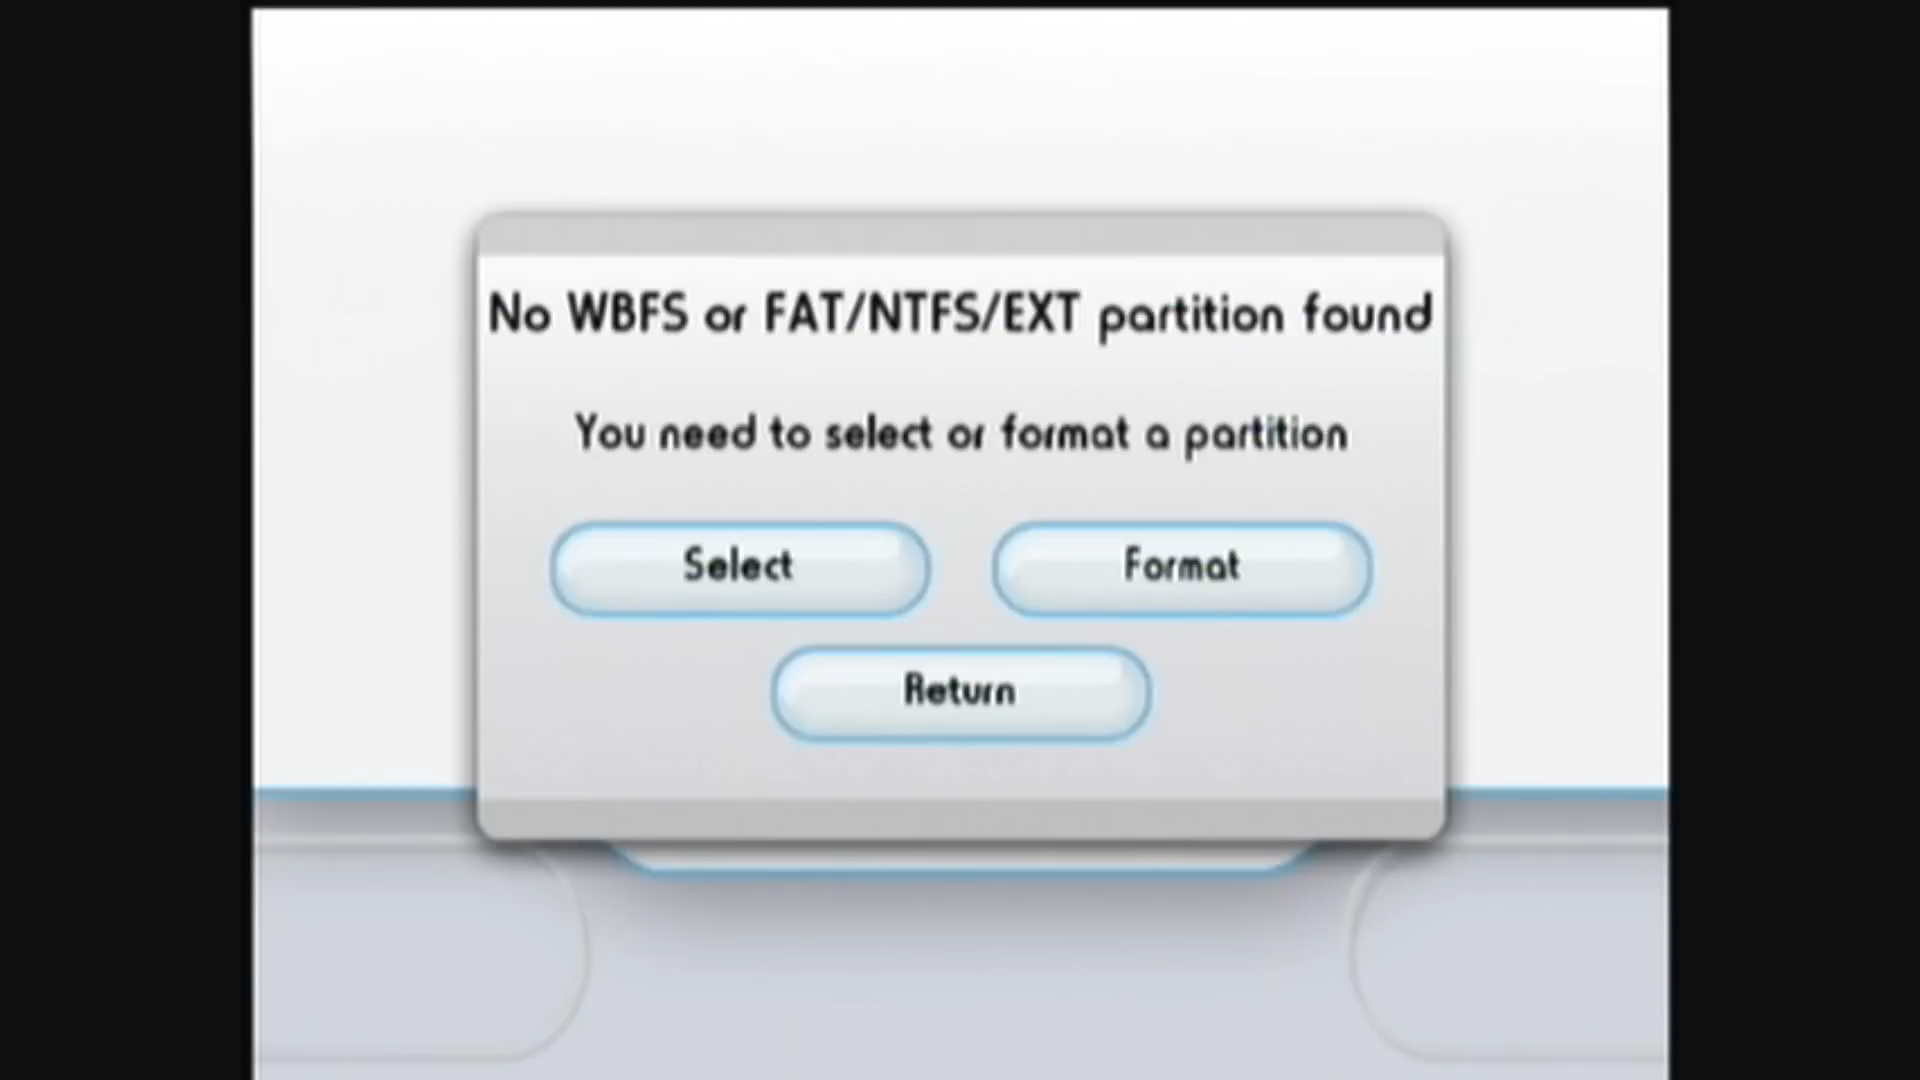 No WBFS or FAT/NTFS/EXT partition found
You need to select or format a partition
Select
Format
Return